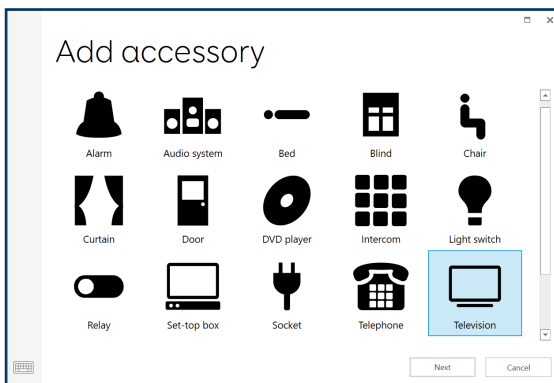 Add accessory
Alarm Audio system Bed Blind Chair
Curtain Door DVD player Intercom Light switch
Relay Set-top box Socket Telephone Television
Next Cancel